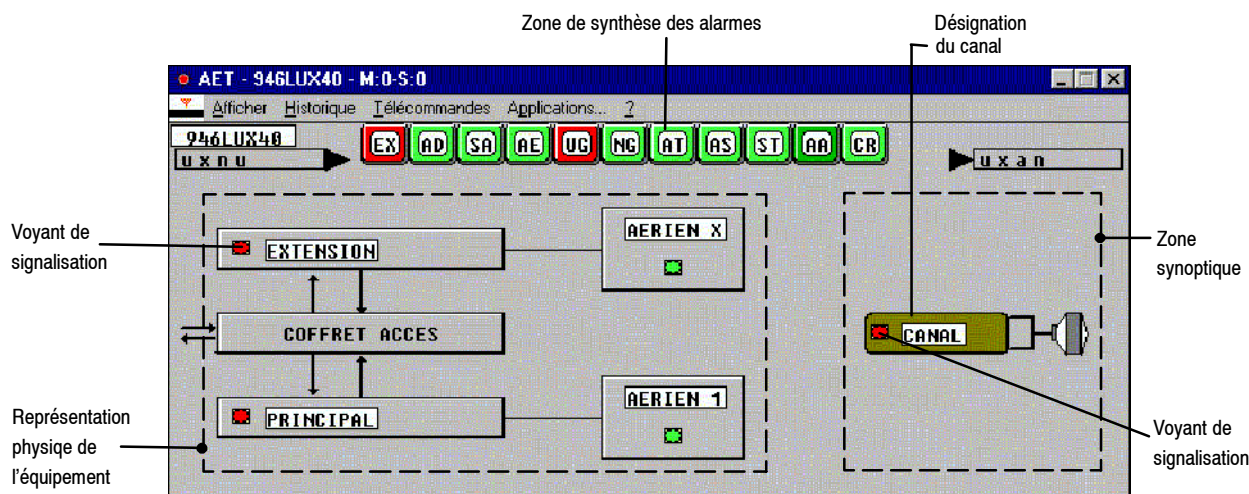 Zone de synthèse des alarmes
Désignation
du canal
AET - 946LUX40 - M:0-S:0
Afficher Historique Télécommandes Applications... ?
946LUX40
EX AD SA AE UG NG AT AS ST AA CR
uxnu
uxan
Voyant de
signalisation
EXTENSION
AERIEN X
Zone
synoptique
COFFRET ACCES
CANAL
Représentation
physiqe de
l'équipement
PRINCIPAL
AERIEN 1
Voyant de
signalisation